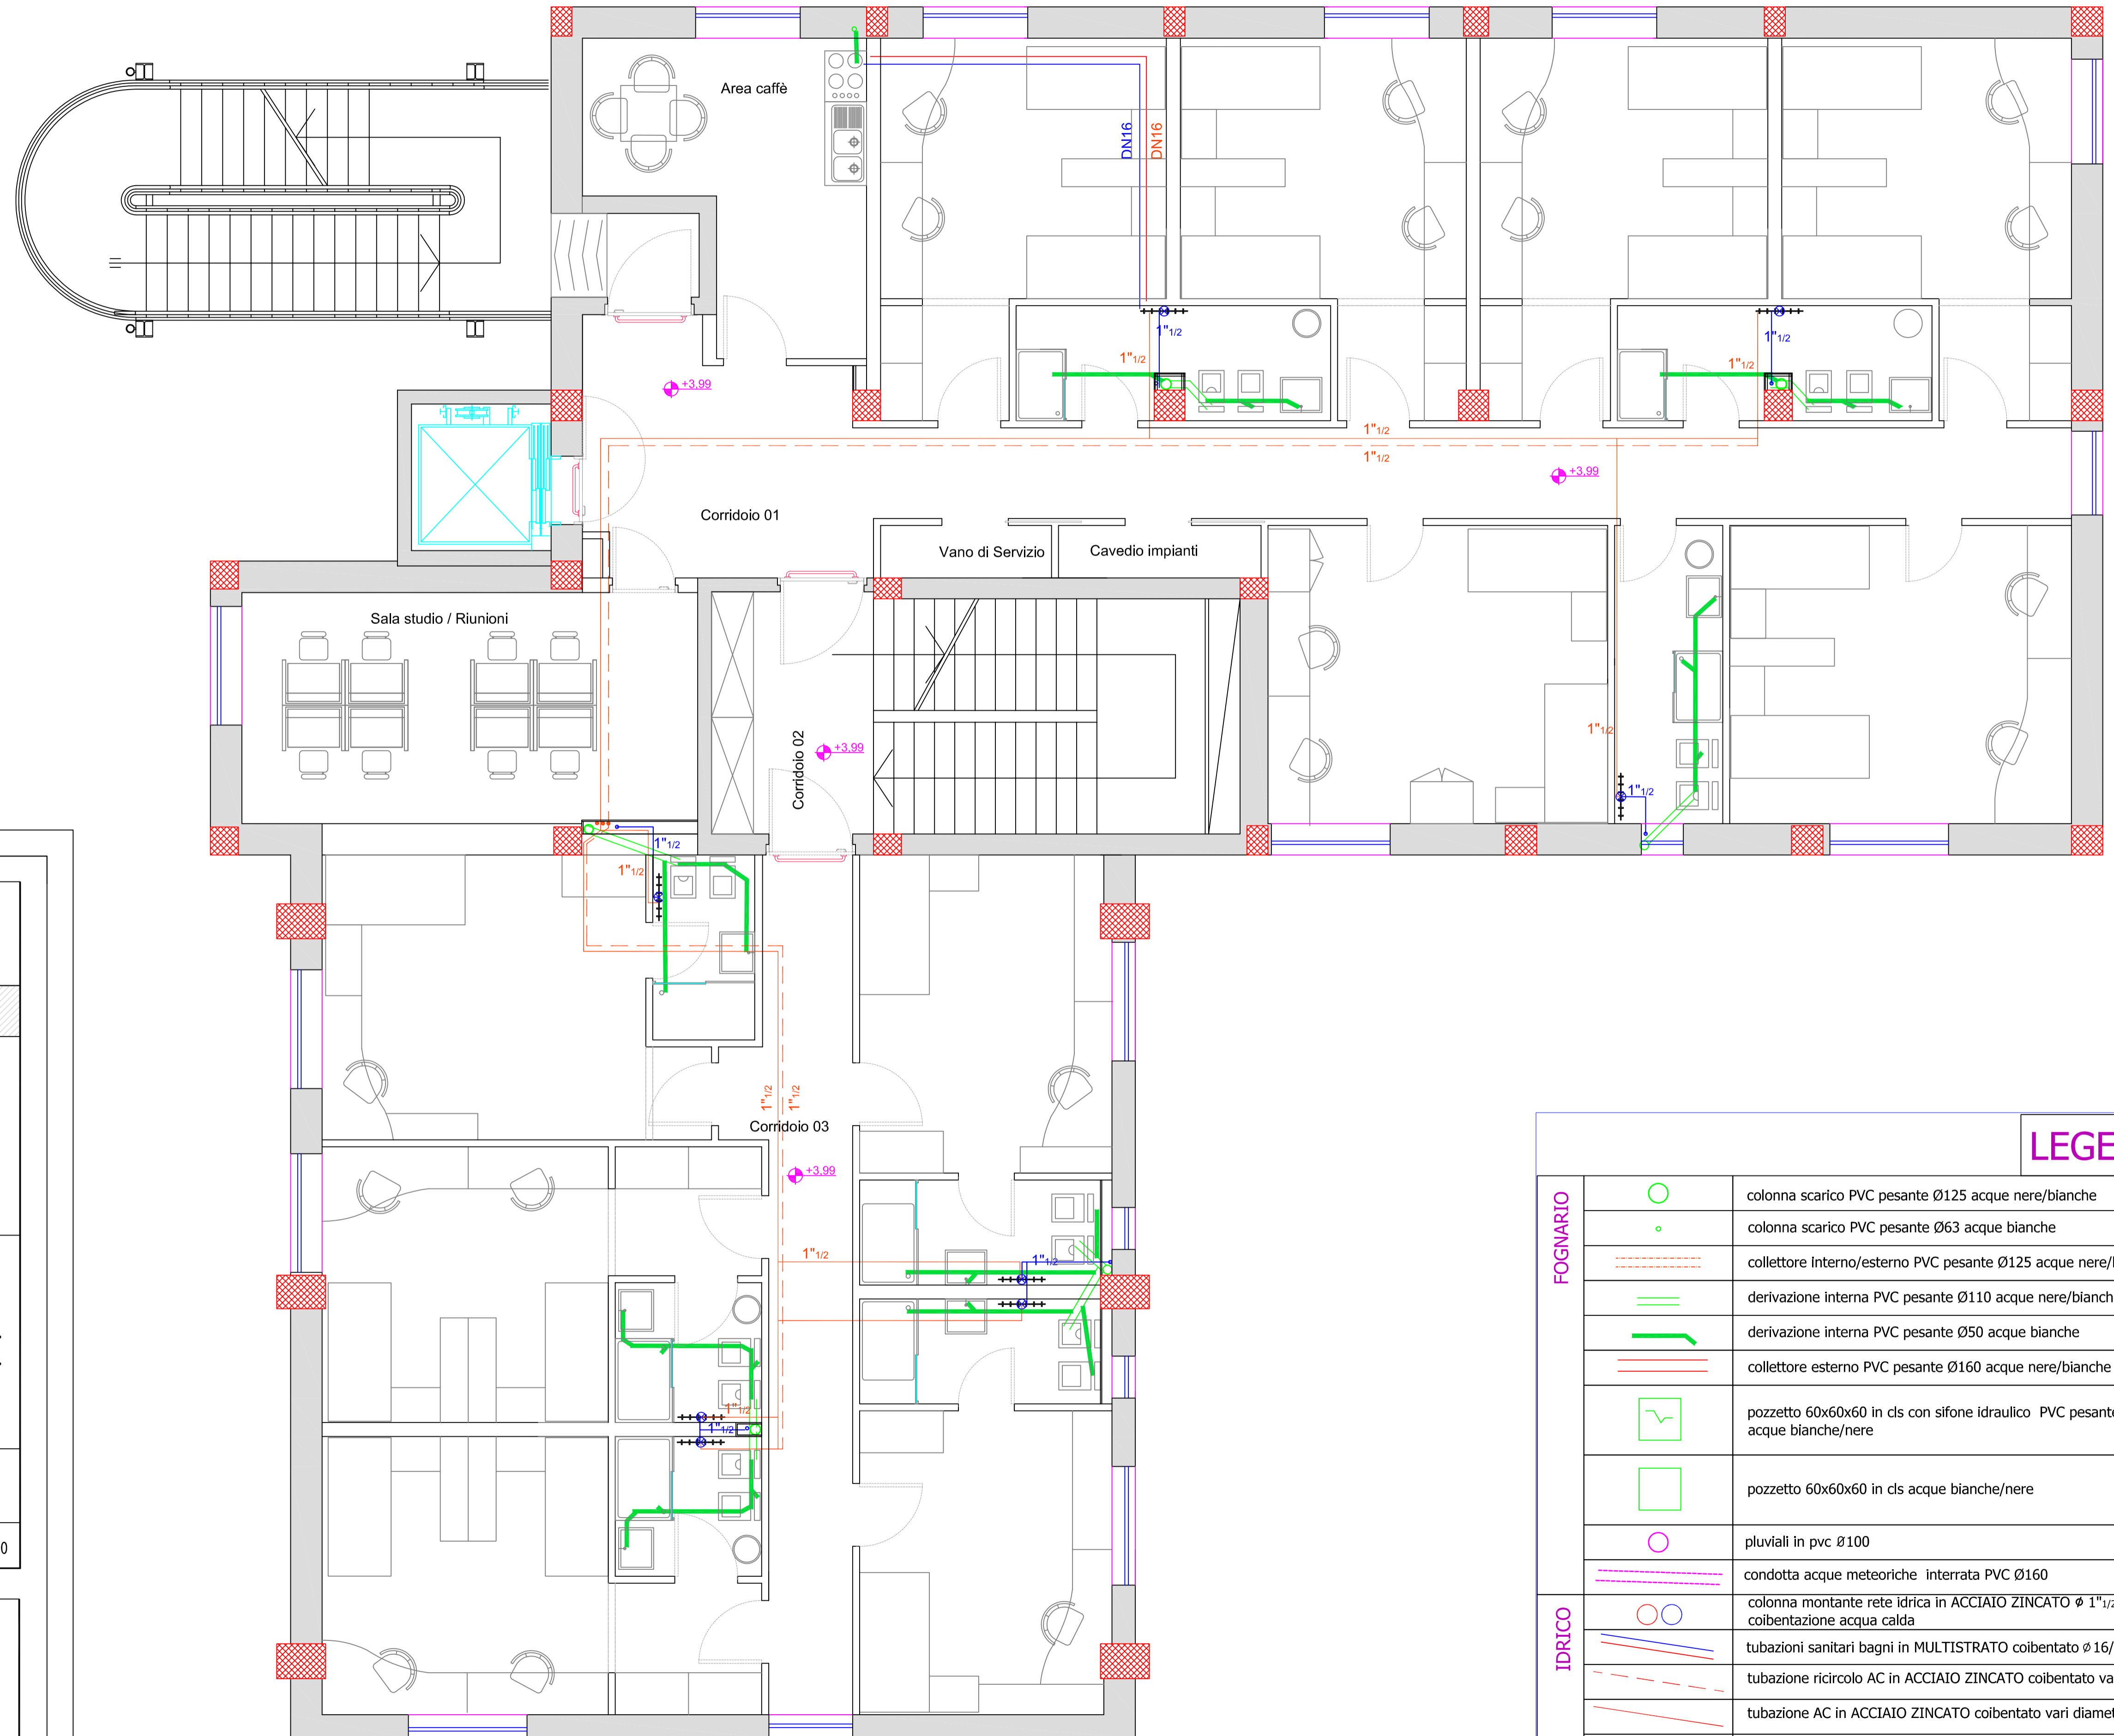 Area caffè
DN16
DN16
1"1/2
1"1/2
1"1/2
1"1/2
+3.99
1"1/2
1"1/2
+3.99
Corridoio 01
Vano di Servizio
Cavedio impianti
Sala studio / Riunioni
Corridoio 02
+3.99
1"1/2
1"1/2
1"1/2
1"1/2
1"1/2
1"1/2
Corridoio 03
+3.99
1"1/2
1"1/2
1"1/2
1"1/2
LEGE
FOGNARIO
colonna scarico PVC pesante Ø125 acque nere/bianche
colonna scarico PVC pesante Ø63 acque bianche
collettore Interno/esterno PVC pesante Ø125 acque nere/
derivazione interna PVC pesante Ø110 acque nere/bianch
derivazione interna PVC pesante Ø50 acque bianche
collettore esterno PVC pesante Ø160 acque nere/bianche
pozzetto 60x60x60 in cls con sifone idraulico PVC pesant
acque bianche/nere
pozzetto 60x60x60 in cls acque bianche/nere
pluviali in pvc Ø100
condotta acque meteoriche interrata PVC Ø160
IDRICO
colonna montante rete idrica in ACCIAIO ZINCATO Ø 1"1/2
coibentazione acqua calda
tubazioni sanitari bagni in MULTISTRATO coibentato Ø16/
tubazione ricircolo AC in ACCIAIO ZINCATO coibentato va
tubazione AC in ACCIAIO ZINCATO coibentato vari diamet
0